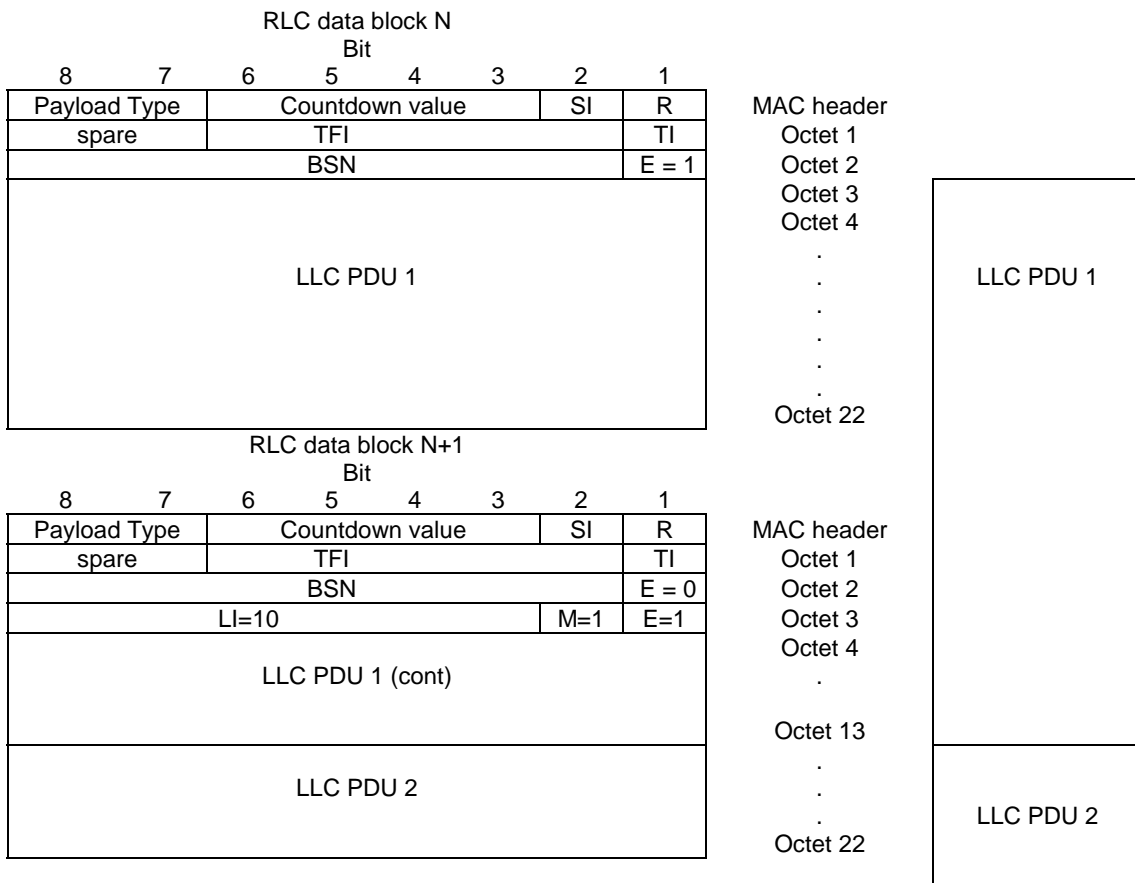 RLC data block N
Bit
8 7 6 5 4 3 2 1
Payload Type Countdown value SI R MAC header
spare TFI TI Octet 1
BSN E = 1 Octet 2
Octet 3
Octet 4
.
LLC PDU 1 . LLC PDU 1
.
.
.
.
Octet 22
RLC data block N+1
Bit
8 7 6 5 4 3 2 1
Payload Type Countdown value SI R MAC header
spare TFI TI Octet 1
BSN E = 0 Octet 2
LI=10 M=1 E=1 Octet 3
Octet 4
LLC PDU 1 (cont) .
Octet 13
.
LLC PDU 2 .
. LLC PDU 2
Octet 22